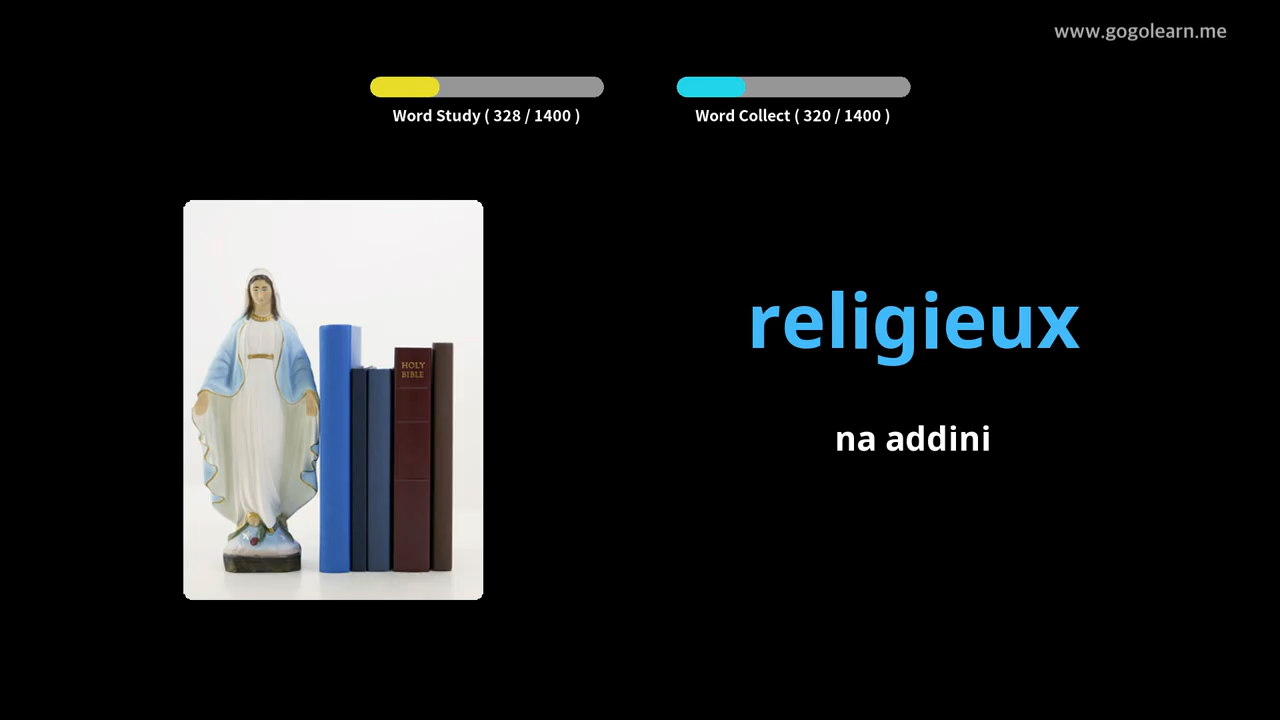 www.gogolearn.me
Word Study ( 328 / 1400 )
Word Collect ( 320 / 1400 )
HOLY
BIBLE
religieux
na addini